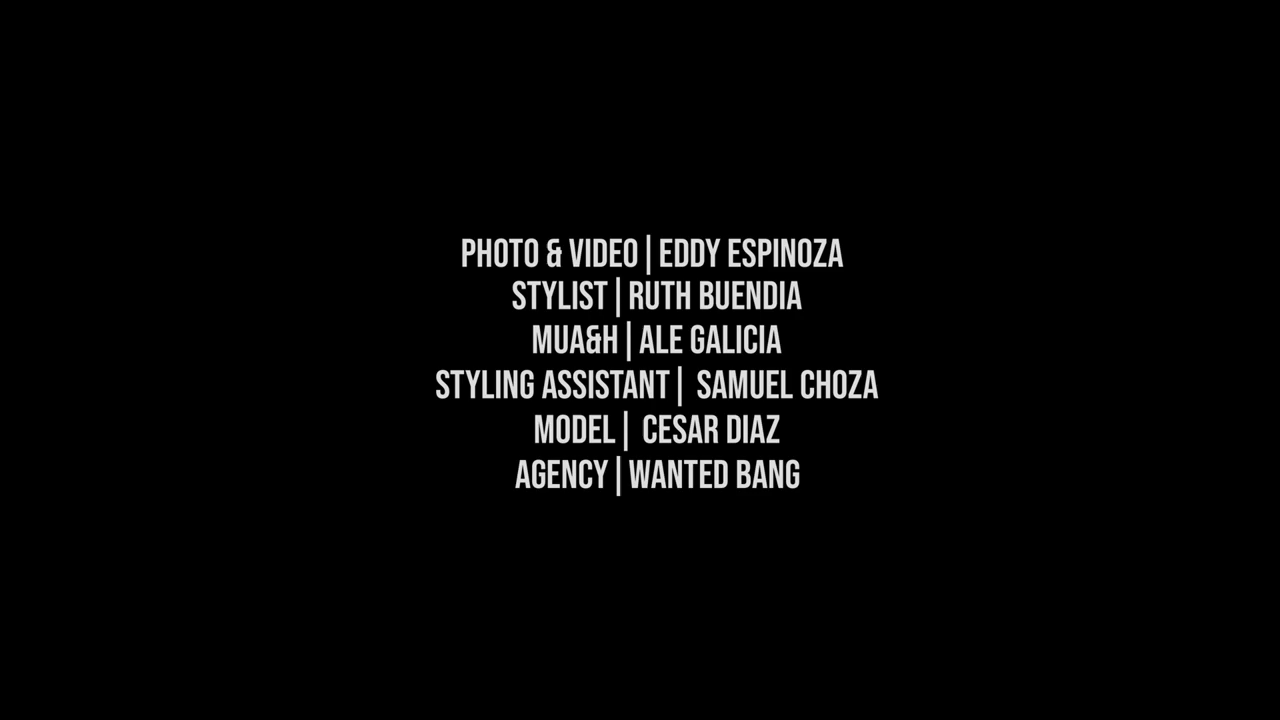 PHOTO & VIDEO | EDDY ESPINOZA
STYLIST | RUTH BUENDIA
MUA&H | ALE GALICIA
STYLING ASSISTANT | SAMUEL CHOZA
MODEL | CESAR DIAZ
AGENCY | WANTED BANG